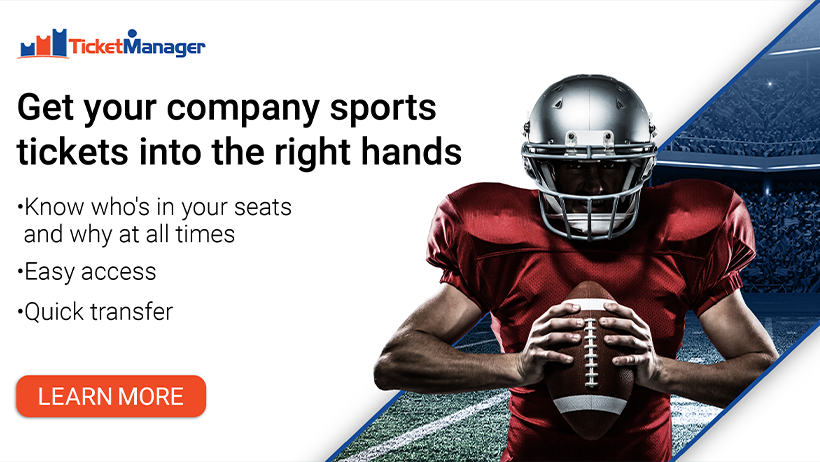 TicketManager
Get your company sports
tickets into the right hands
•Know who's in your seats
and why at all times
•Easy access
•Quick transfer
LEARN MORE